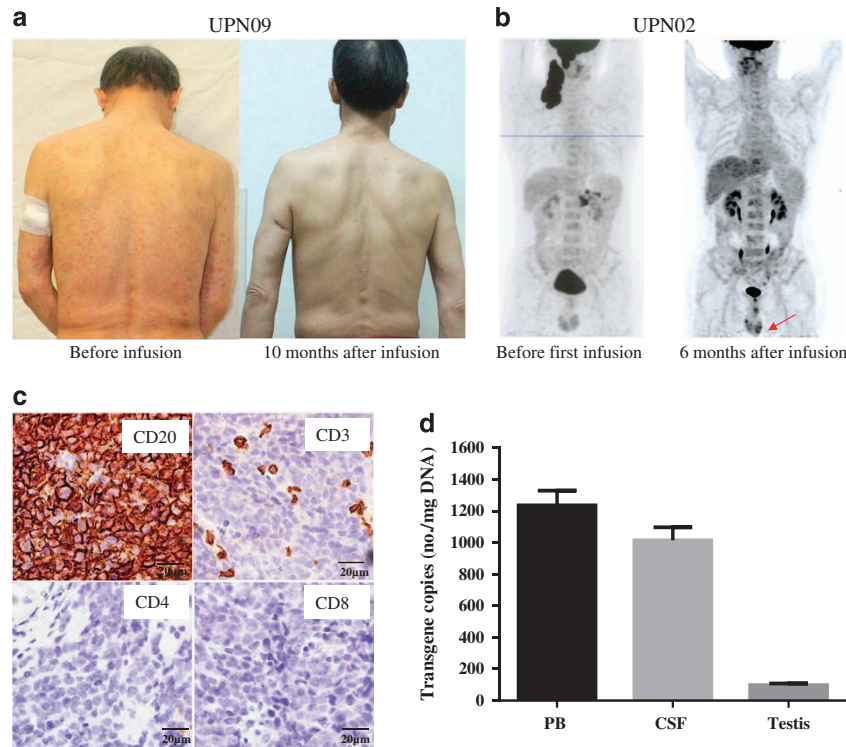 a
UPN09
Before infusion
10 months after infusion
b
UPN02
Before first infusion
6 months after infusion
c
CD20
20µm
CD3
20µm
CD4
20µm
CD8
20µm
d
Transgene copies (no./mg DNA)
1600
1400
1200
1000
800
600
400
200
0
PB CSF Testis